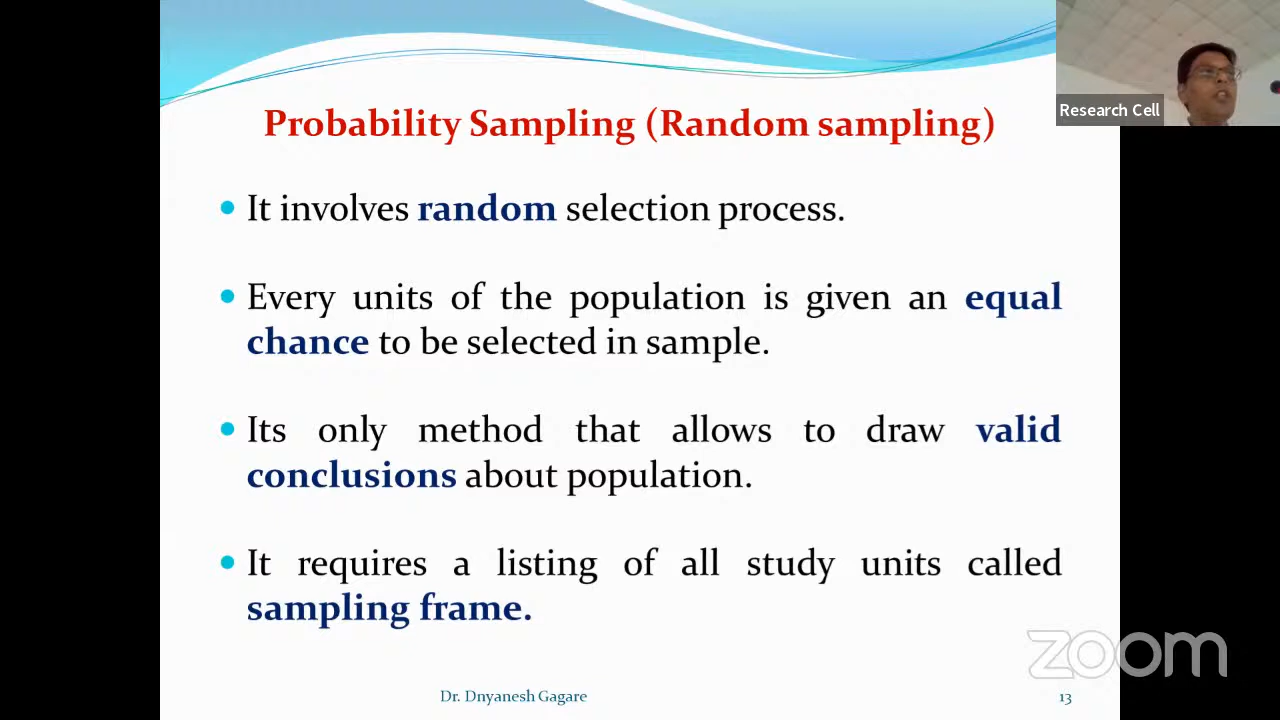 Research Cell
Probability Sampling (Random sampling)
• It involves random selection process.
• Every units of the population is given an equal
chance to be selected in sample.
• Its only method that allows to draw valid
conclusions about population.
• It requires a listing of all study units called
sampling frame.
zoom
Dr. Dnyanesh Gagare
13